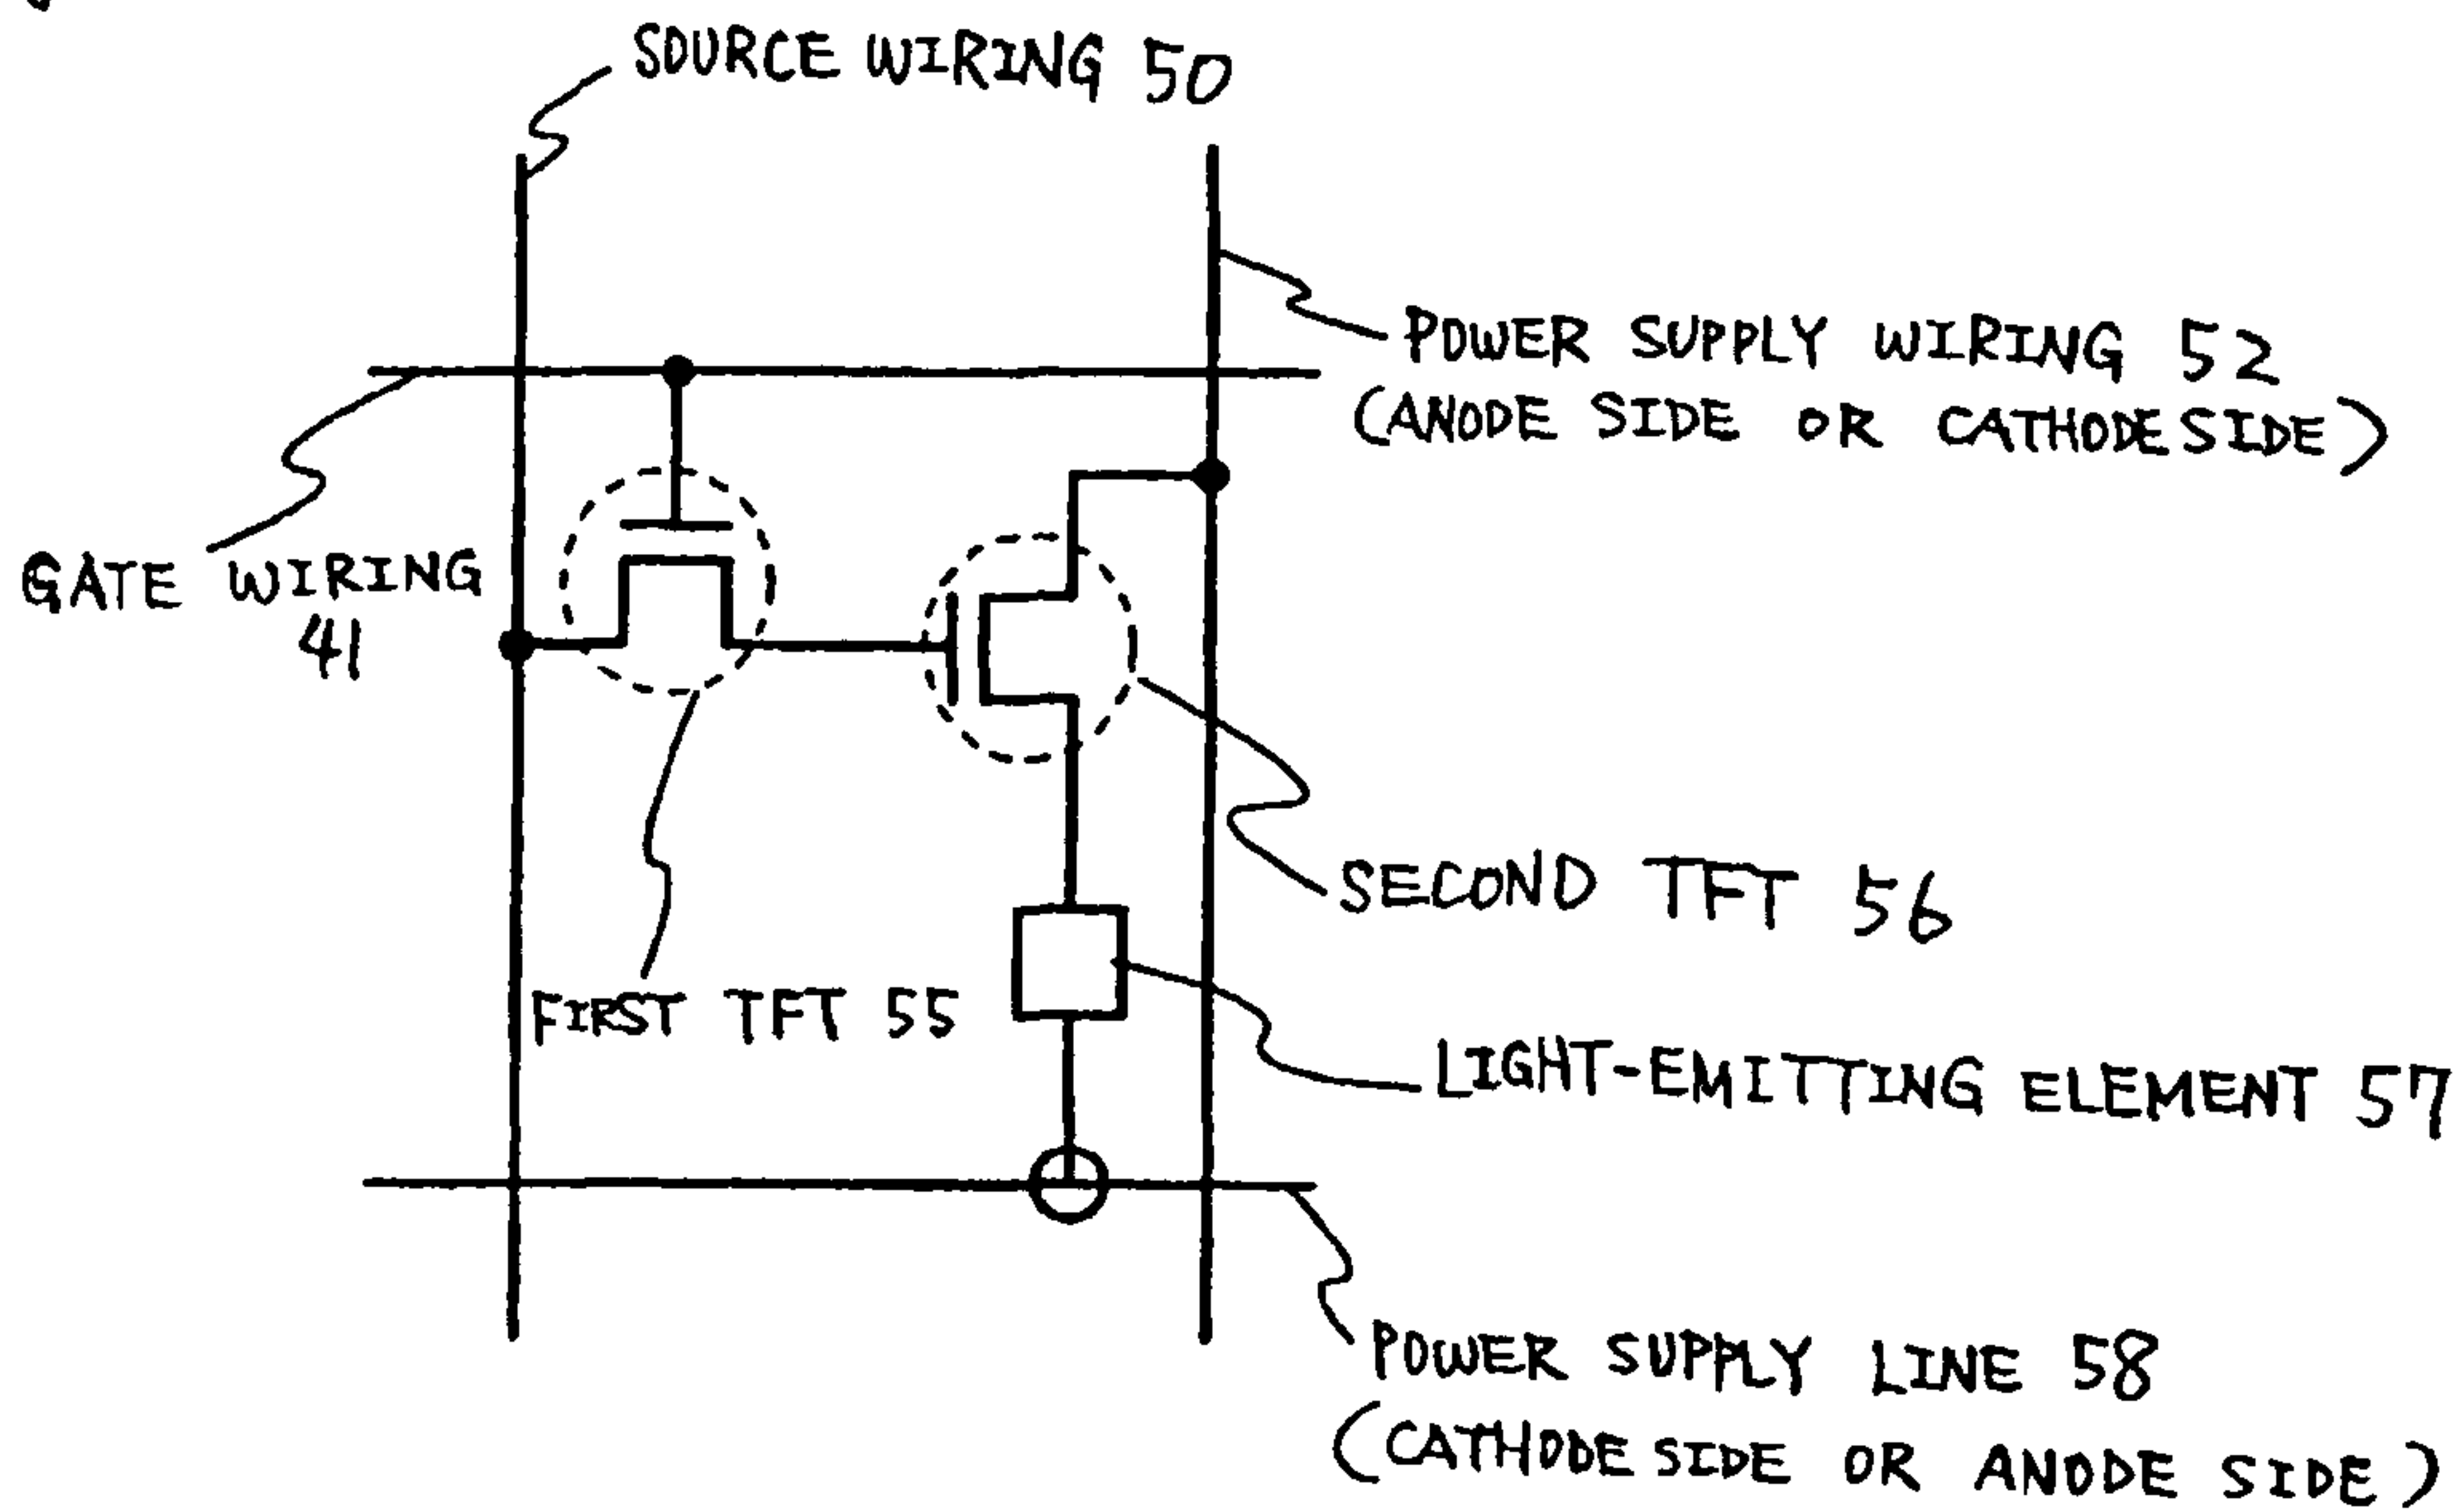 SOURCE WIRING 50
POWER SUPPLY WIRING 52
(ANODE SIDE OR CATHODE SIDE)
GATE WIRING
41
SECOND TFT 56
FIRST TFT 55
LIGHT-EMITTING ELEMENT 57
POWER SUPPLY LINE 58
(CATHODE SIDE OR ANODE SIDE)